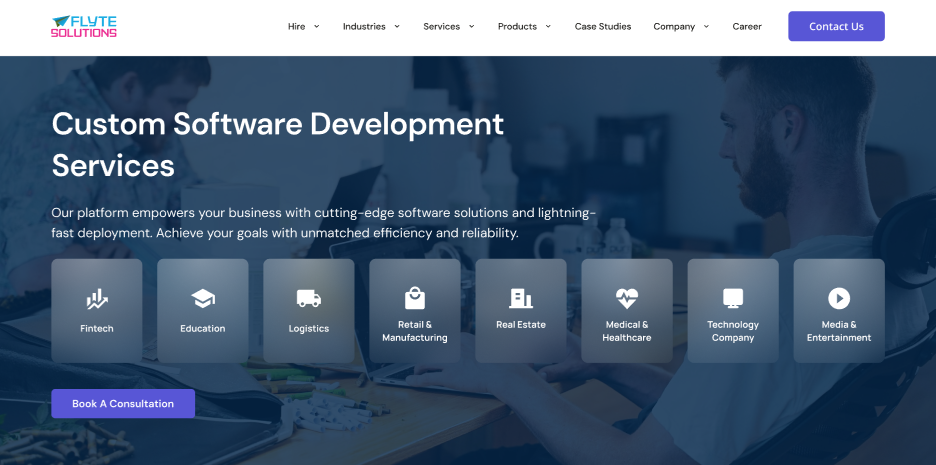 FLYTE
SOLUTIONS
Hire
Industries
Services
Products
Case Studies
Company
Career
Contact Us
Custom Software Development
Services
Our platform empowers your business with cutting-edge software solutions and lightning-
fast deployment. Achieve your goals with unmatched efficiency and reliability.
Fintech
Education
Logistics
Retail &
Manufacturing
Real Estate
Medical &
Healthcare
Technology
Company
Media &
Entertainment
Book A Consultation